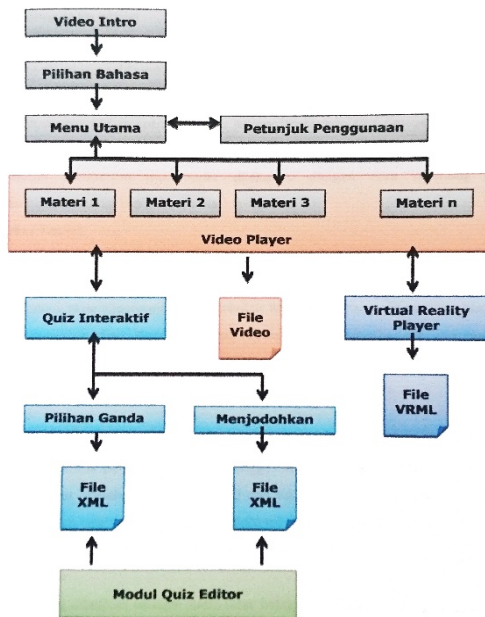 Video Intro
Pilihan Bahasa
Menu Utama
Petunjuk Penggunaan
Materi 1
Materi 2
Materi 3
Materi n
Video Player
Quiz Interaktif
File
Video
Virtual Reality
Player
File
VRML
Pilihan Ganda
Menjodohkan
File
XML
File
XML
Modul Quiz Editor